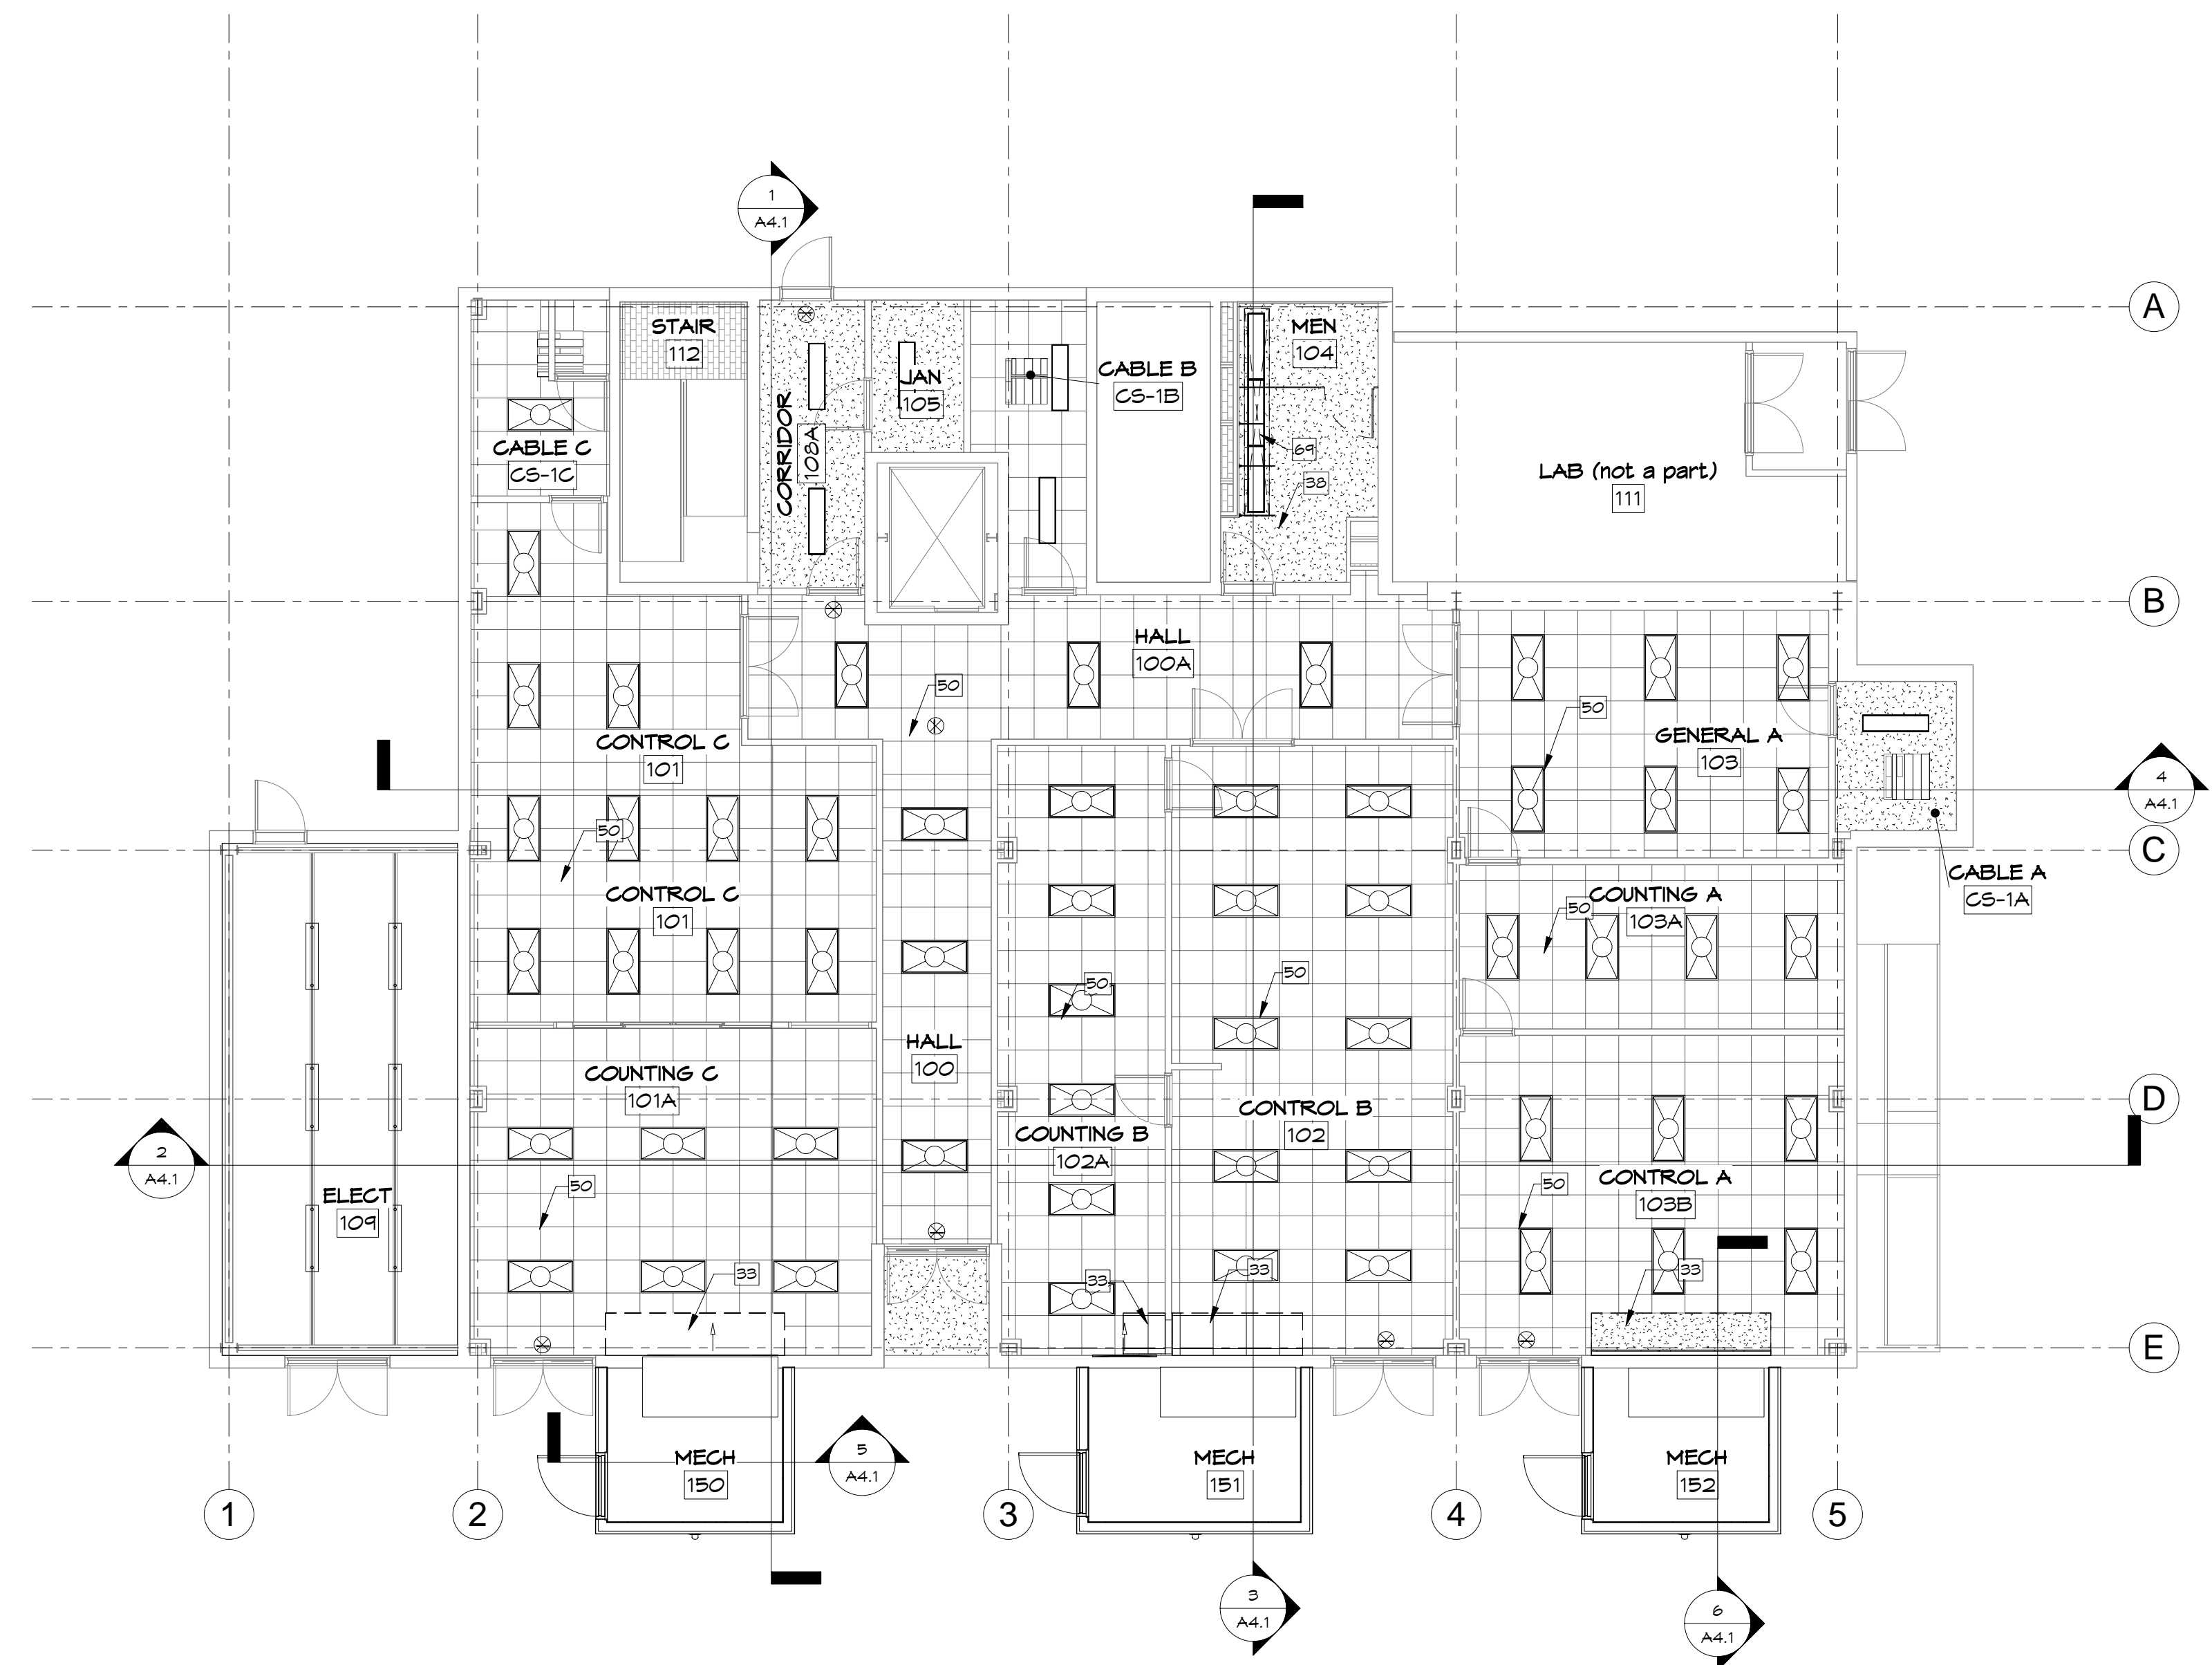 1
A4.1
A
STAIR
112
MEN
104
CORRIDOR
108A
JAN
105
CABLE B
CS-1B
CABLE C
CS-1C
69
38
LAB (not a part)
111
B
HALL
100A
50
50
CONTROL C
101
GENERAL A
103
4
A4.1
50
C
CONTROL C
101
COUNTING A
103A
50
CABLE A
CS-1A
50
50
HALL
100
COUNTING C
101A
D
CONTROL B
102
COUNTING B
102A
2
A4.1
50
50
CONTROL A
103B
ELECT
109
33
33
33
33
E
MECH
150
5
A4.1
MECH
151
MECH
152
1
2
3
4
5
3
A4.1
6
A4.1